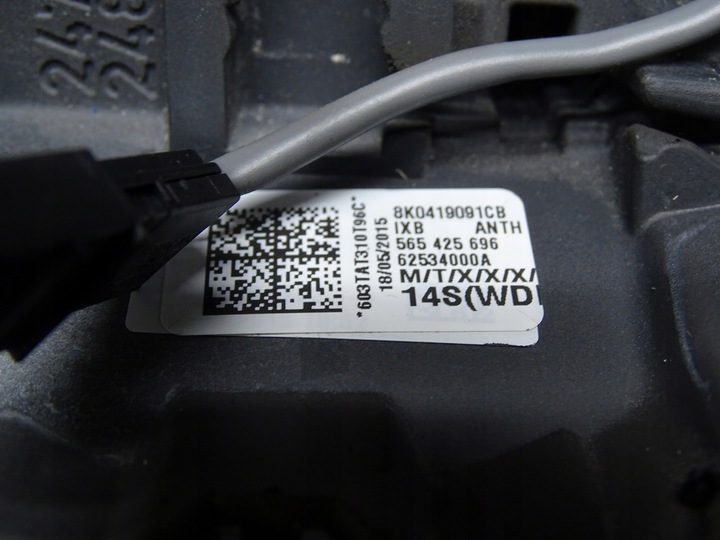 8K0419091CB
IXB ANTH
565 425 696
62534000A
M/T/X/X/X/
14S(WD
*603TAT310T96C*
18/05/2015